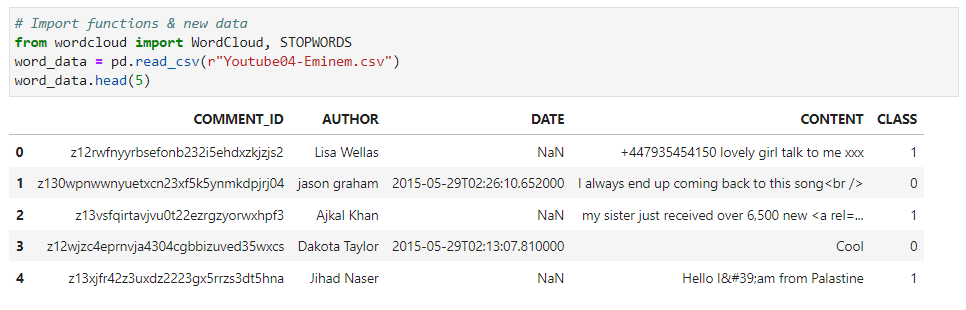 # Import functions & new data
from wordcloud import WordCloud, STOPWORDS
word_data = pd.read_csv(r"Youtube04-Eminem.csv")
word_data.head(5)
COMMENT_ID AUTHOR DATE CONTENT CLASS
0 z12rwfnyyrbsefonb232i5ehdxzkjzjs2 Lisa Wellas NaN +447935454150 lovely girl talk to me xxx 1
1 z130wpnwwnyuetxcn23xf5k5ynmkdpjrj04 jason graham 2015-05-29T02:26:10.652000 I always end up coming back to this song<br /> 0
2 z13vsfqirtavjvu0t22ezrgzyorwxhpf3 Ajkal Khan NaN my sister just received over 6,500 new <a rel=... 1
3 z12wjzc4eprnvja4304cgbbizuved35wxcs Dakota Taylor 2015-05-29T02:13:07.810000 Cool 0
4 z13xjfr42z3uxdz2223gx5rrzs3dt5hna Jihad Naser NaN Hello I&#39;am from Palastine 1